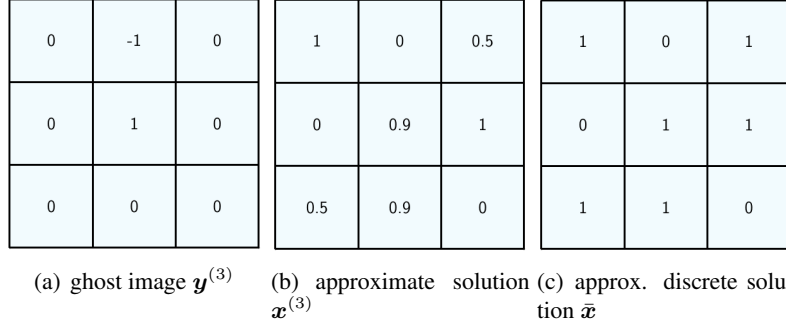 0 -1 0 1 0 0.5 1 0 1
0 1 0 0 0.9 1 0 1 1
0 0 0 0.5 0.9 0 1 1 0
(a) ghost image y^(3)
(b) approximate solution x^(3)
(c) approx. discrete solu-
tion x̄